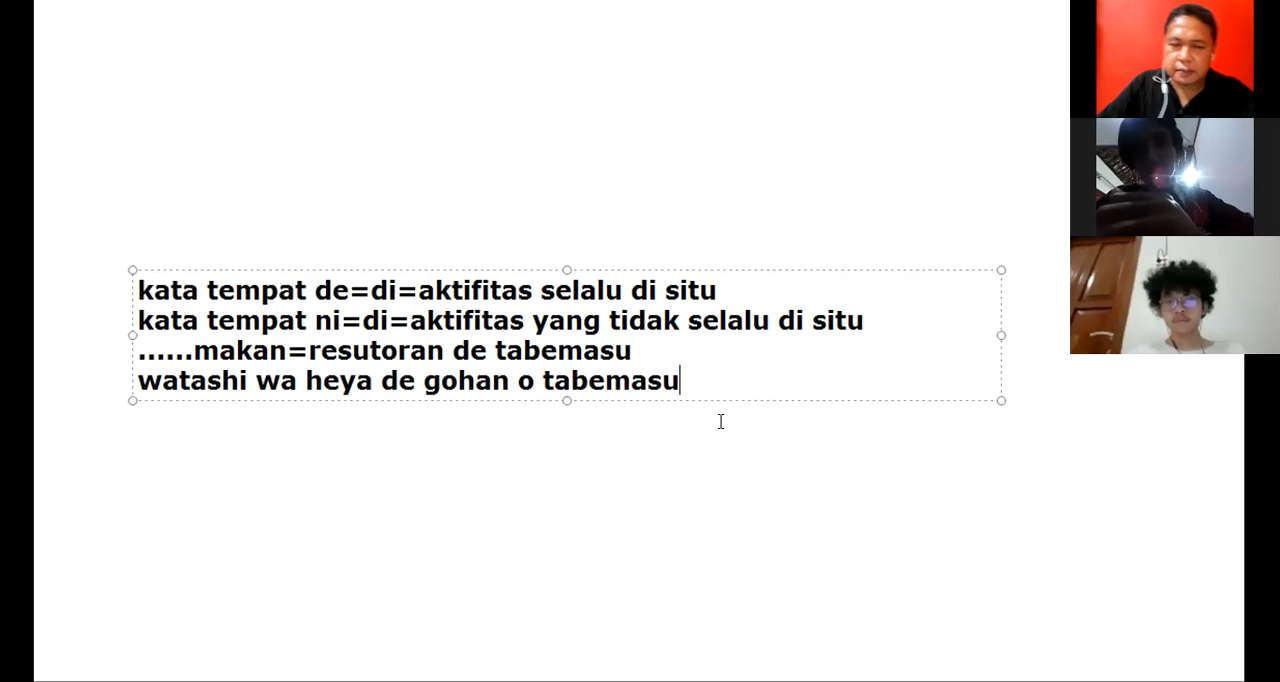 kata tempat de=di=aktifitas selalu di situ
kata tempat ni=di=aktifitas yang tidak selalu di situ
......makan=resutoran de tabemasu
watashi wa heya de gohan o tabemasu